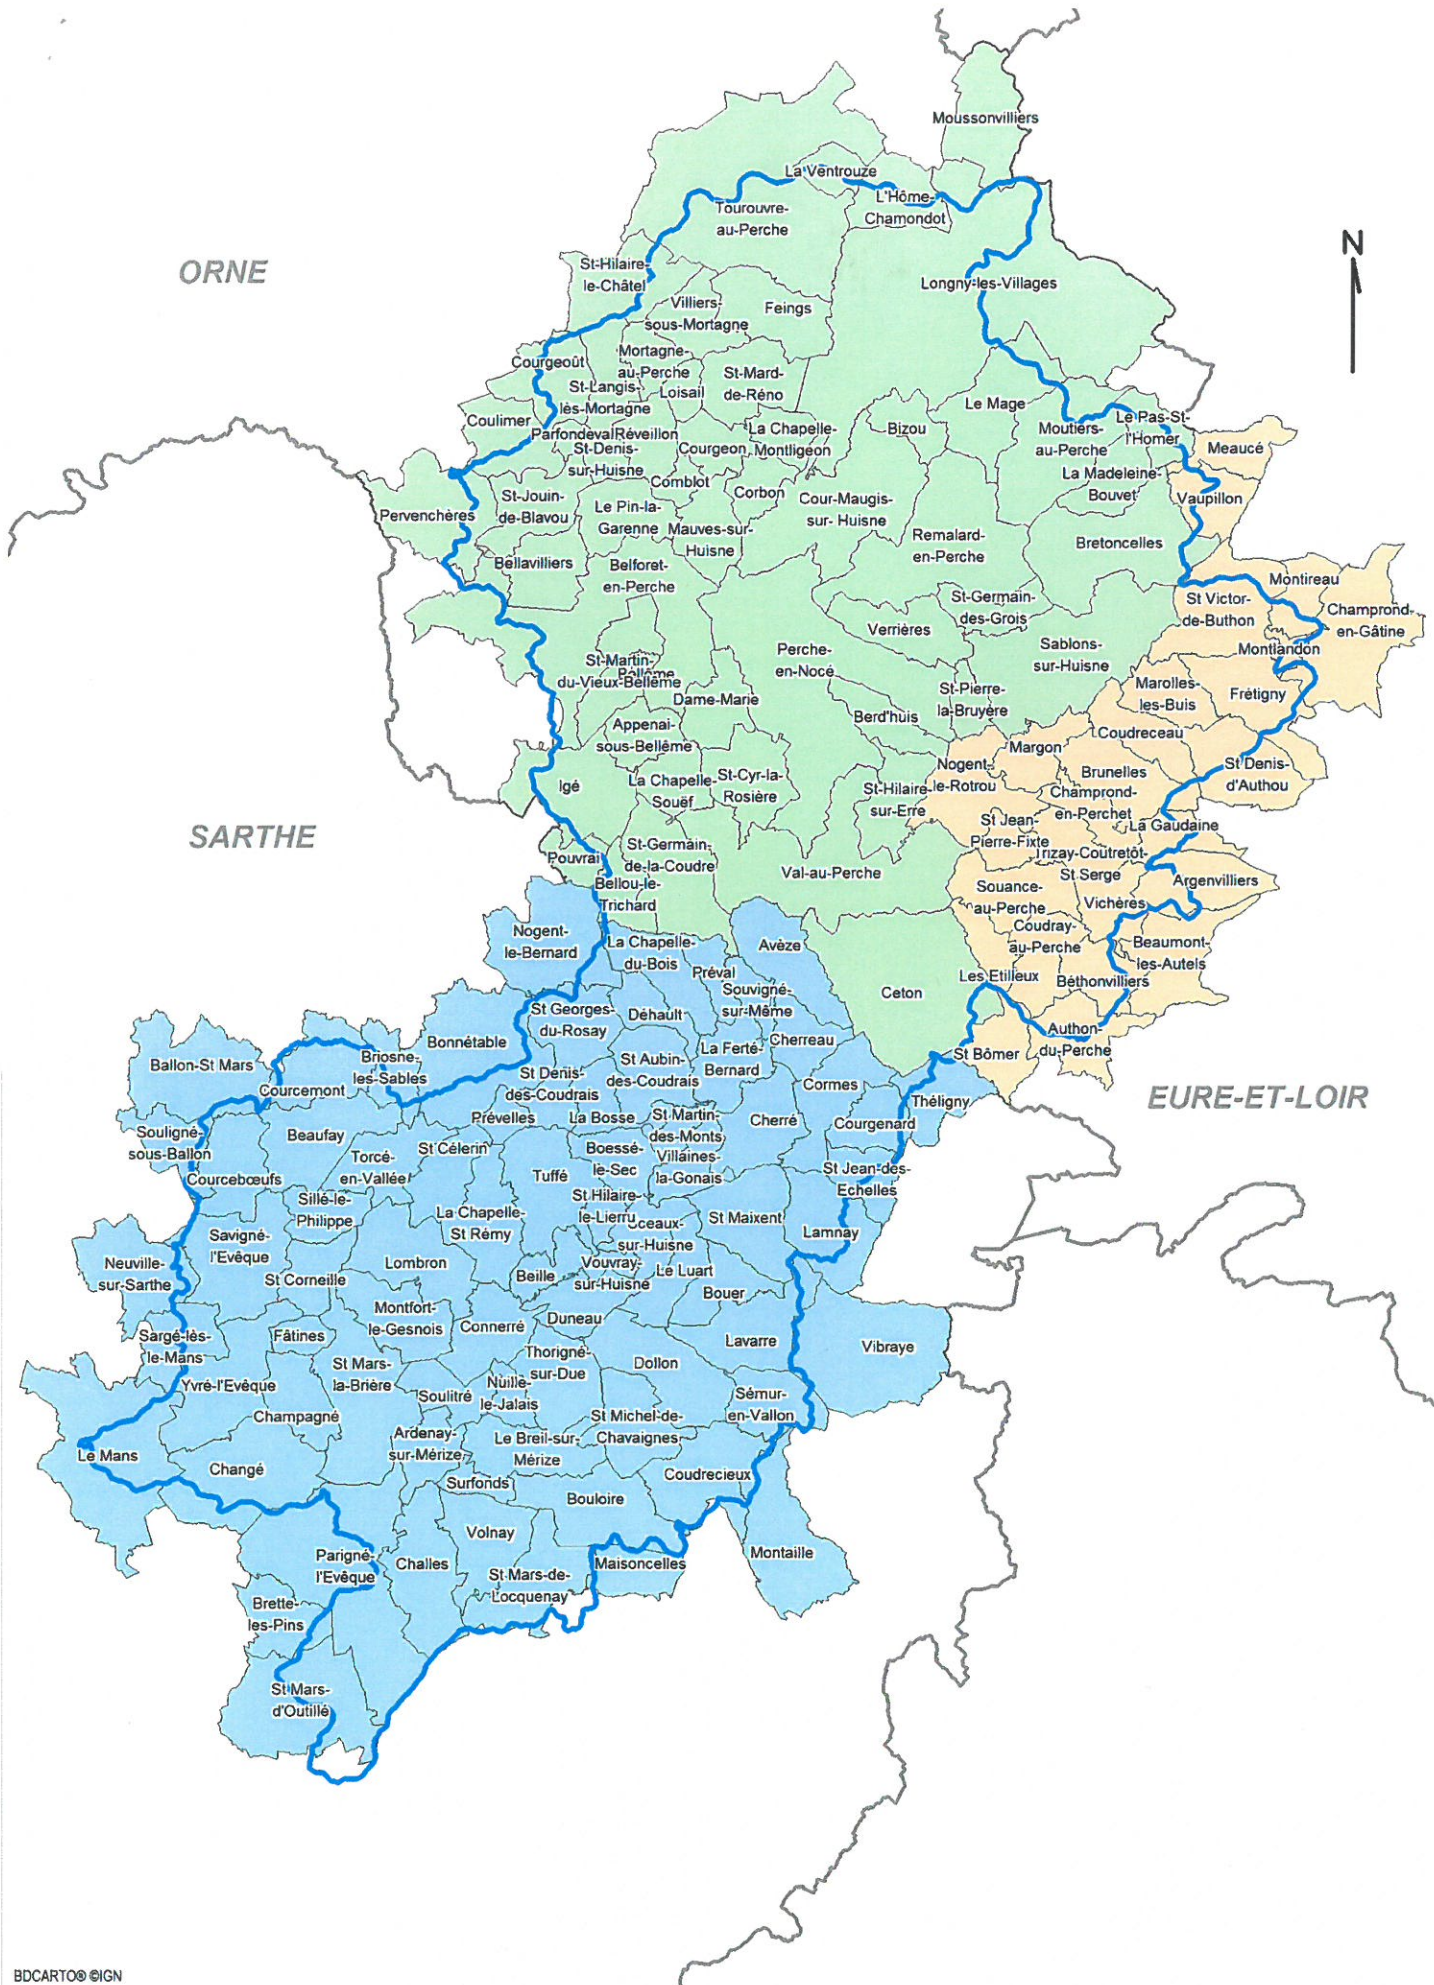 Moussonvilliers
La Ventrouze
L'Hôme-
Chamondot
Tourouvre-
au-Perche
N
ORNE
St-Hilaire-
le-Châtel
Longny-les-Villages
Villiers-
sous-Mortagne
Feings
Courgeoût
Mortagne-
au-Perche
St-Mard-
de-Réno
St-Langis-
lès-Mortagne
Loisail
Le Mage
Coulimer
Bizou
Moutiers-
au-Perche
Le Pas-St-
l'Homer
Parfondeval
Réveillon
La Chapelle-
Montligeon
Meaucé
St-Denis-
sur-Huisne
Courgeon
La Madeleine-
Bouvet
Comblot
Corbon
Vaupillon
St-Jouin-
de-Blavou
Le Pin-la-
Garenne
Cour-Maugis-
sur- Huisne
Pervenchères
Mauves-sur-
Huisne
Remalard-
en-Perche
Bretoncelles
Bellavilliers
Belforet-
en-Perche
Montireau
St-Germain-
des-Grois
St Victor-
de-Buthon
Champrond-
en-Gâtine
Verrières
Sablons-
sur-Huisne
Perche-
en-Nocé
Montlandon
St-Martin-
du-Vieux-Bellême
Bellême
Dame-Marie
St-Pierre-
la-Bruyère
Marolles-
les-Buis
Frétigny
Berd'huis
Appenai-
sous-Bellême
Coudreceau
Margon
Igé
La Chapelle-
Souëf
St-Cyr-la-
Rosière
St-Hilaire-
sur-Erre
Nogent-
le-Rotrou
Brunelles
St Denis-
d'Authou
Champrond-
en-Perchet
SARTHE
St Jean-
Pierre-Fixte
La Gaudaine
St-Germain-
de-la-Coudre
Trizay-Coutretôt-
St Serge
Pouvrai
Val-au-Perche
Argenvilliers
Bellou-le-
Trichard
Souance-
au-Perche
Vichères
Nogent-
le-Bernard
La Chapelle-
du-Bois
Avèze
Coudray-
au-Perche
Beaumont-
les-Autels
Préval
Les Etilleux
Béthonvilliers
Souvigné-
sur-Même
Ceton
St Georges-
du-Rosay
Déhault
Authon-
du-Perche
Bonnétable
Cherreau
La Ferté-
Bernard
St Bômer
Ballon-St Mars
Briosne-
les-Sables
St Aubin-
des-Coudrais
Courcemont
St Denis-
des-Coudrais
Cormes
Théligny
EURE-ET-LOIR
Prévelles
La Bosse
St Martin-
des-Monts
Cherré
Courgenard
Souligné-
sous-Ballon
Beaufay
St Célerin
Boessé-
le-Sec
Villaines-
la-Gonais
Torcé-
en-Vallée
Tuffé
St Jean-des-
Echelles
Courcebœufs
Sillé-le-
Philippe
St Hilaire-
le-Lierru
La Chapelle-
St Rémy
Sceaux-
sur-Huisne
St Maixent
Lamnay
Savigné-
l'Evêque
Neuville-
sur-Sarthe
Lombron
Vouvray-
sur-Huisne
Le Luart
St Corneille
Beille
Bouer
Montfort-
le-Gesnois
Duneau
Sargé-lès-
le-Mans
Fâtines
Connerré
Lavarre
Vibraye
St Mars-
la-Brière
Thorigné-
sur-Due
Dollon
Yvré-l'Evêque
Soulitré
Nuillé-
le-Jalais
Sémur-
en-Vallon
Champagné
St Michel-de-
Chavaignes
Ardenay-
sur-Mérize
Le Breil-sur-
Mérize
Le Mans
Changé
Coudrecieux
Surfonds
Bouloire
Volnay
Parigné-
l'Evêque
Challes
Maisoncelles
Montaille
St Mars-de-
Locquenay
Brette-
les-Pins
St Mars-
d'Outillé
BDCARTO® ©IGN